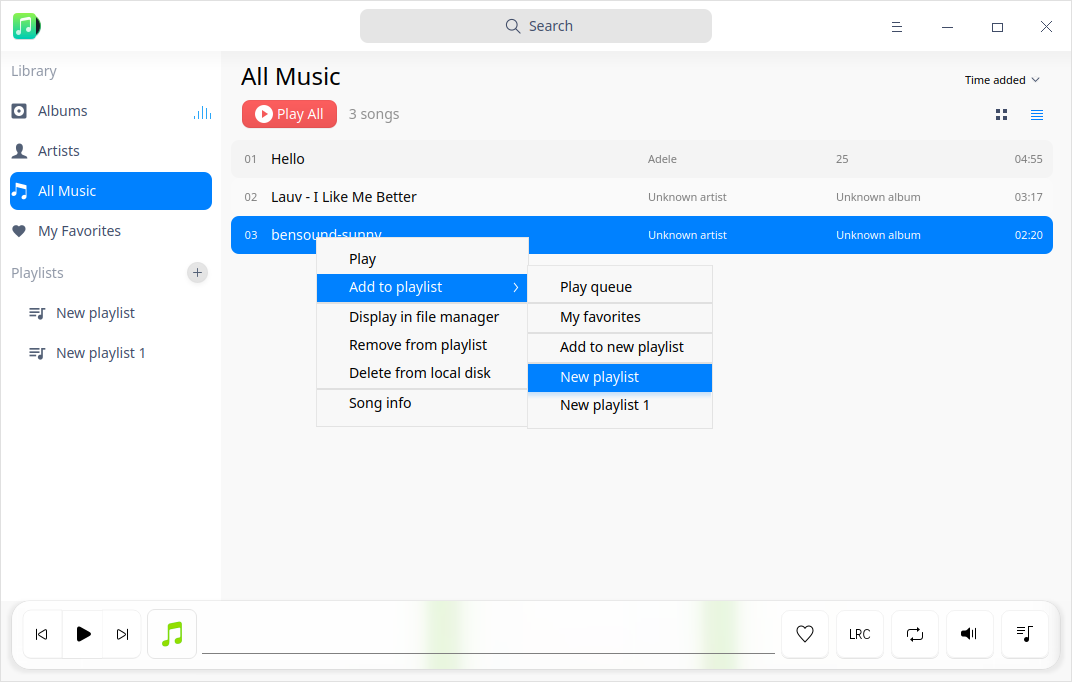 Search
Library
Albums
Artists
All Music
My Favorites
Playlists
New playlist
New playlist 1
All Music
Time added
Play All
3 songs
01 Hello Adele 25 04:55
02 Lauv - I Like Me Better Unknown artist Unknown album 03:17
03 bensound-sunny Unknown artist Unknown album 02:20
Play
Add to playlist
Display in file manager
Remove from playlist
Delete from local disk
Song info
Play queue
My favorites
Add to new playlist
New playlist
New playlist 1
LRC